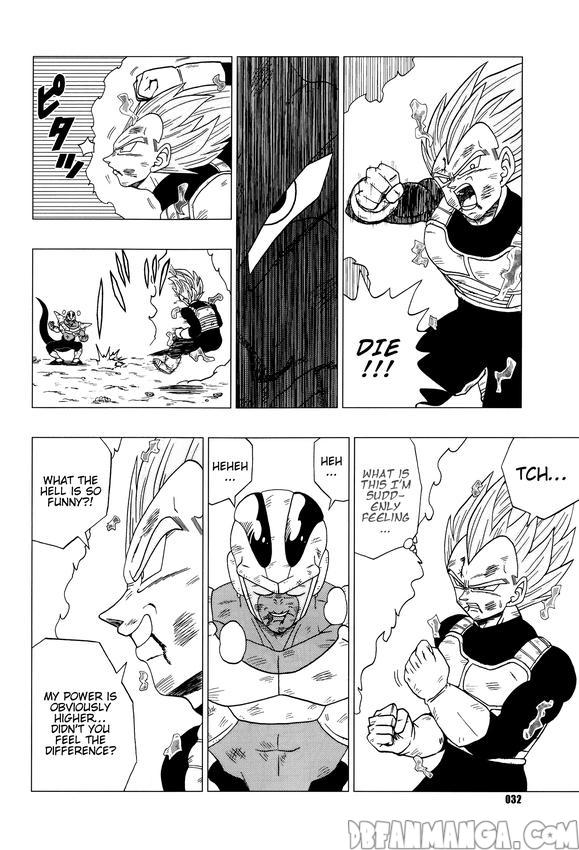 DIE
!!!
ピタッ
TCH...
WHAT IS
THIS I'M
SUDD-
ENLY
FEELING
...
HEH
...
HEHEH
...
WHAT THE
HELL IS SO
FUNNY?!
MY POWER IS
OBVIOUSLY
HIGHER...
DIDN'T YOU
FEEL THE
DIFFERENCE?
032
DBFANMANGA.COM